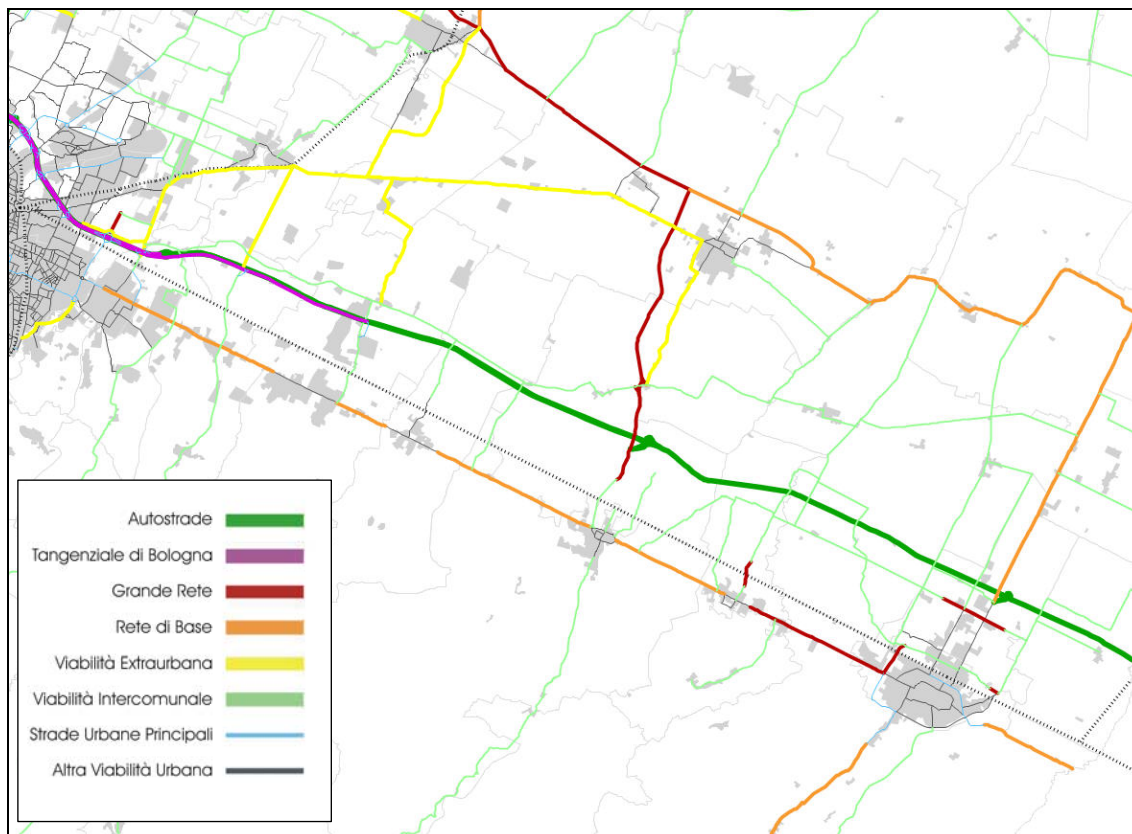 Autostrade
Tangenziale di Bologna
Grande Rete
Rete di Base
Viabilità Extraurbana
Viabilità Intercomunale
Strade Urbane Principali
Altra Viabilità Urbana